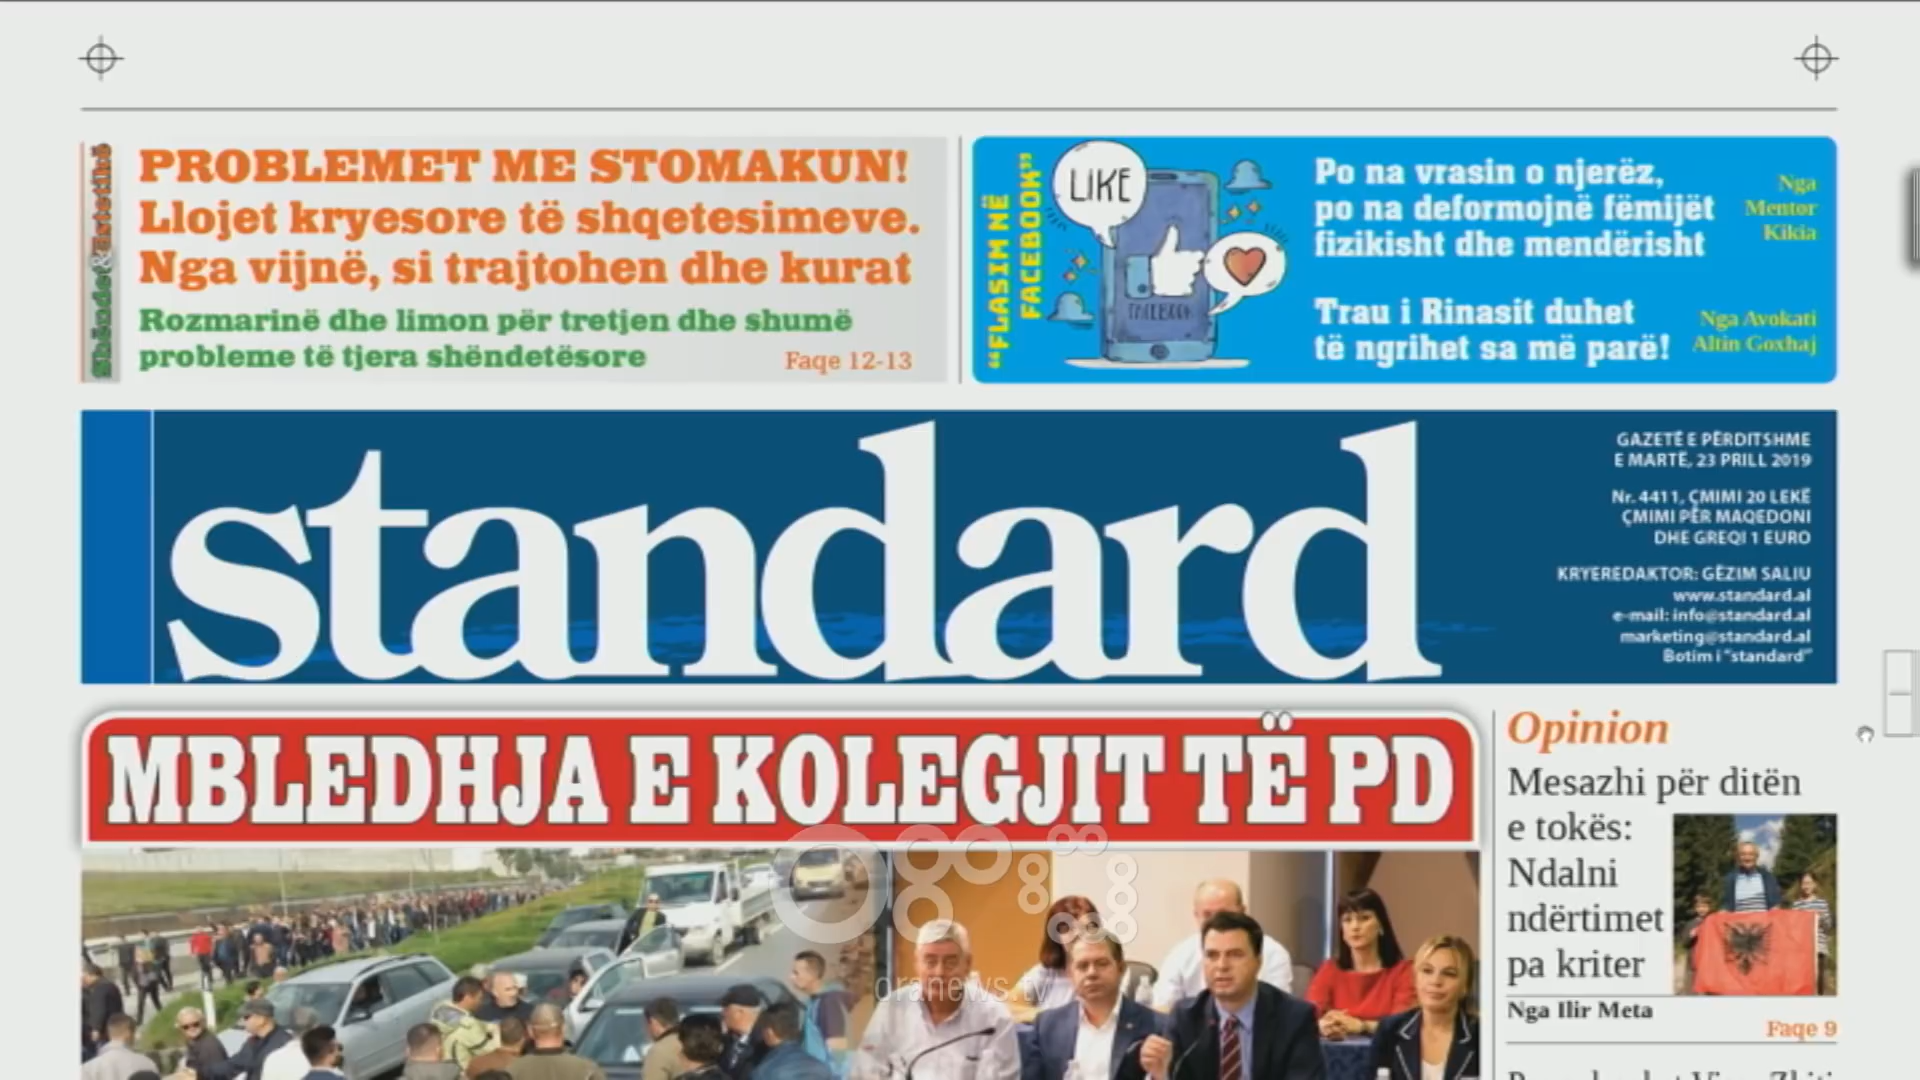 Shëndet&Estetikë
PROBLEMET ME STOMAKUN!
Llojet kryesore të shqetesimeve.
Nga vijnë, si trajtohen dhe kurat
Rozmarinë dhe limon për tretjen dhe shumë
probleme të tjera shëndetësore
Faqe 12-13
“FLASIM NË
FACEBOOK”
LIKE
FACEBOOK
Po na vrasin o njerëz,
po na deformojnë fëmijët
fizikisht dhe mendërisht
Nga
Mentor
Kikia
Trau i Rinasit duhet
të ngrihet sa më parë!
Nga Avokati
Altin Goxhaj
standard
GAZETË E PËRDITSHME
E MARTË, 23 PRILL 2019
Nr. 4411, ÇMIMI 20 LEKË
ÇMIMI PËR MAQEDONI
DHE GREQI 1 EURO
KRYEREDAKTOR: GËZIM SALIU
www.standard.al
e-mail: info@standard.al
marketing@standard.al
Botim i “standard”
MBLEDHJA E KOLEGJIT TË PD
oranews.tv
Opinion
Mesazhi për ditën
e tokës:
Ndalni
ndërtimet
pa kriter
Nga Ilir Meta
Faqe 9